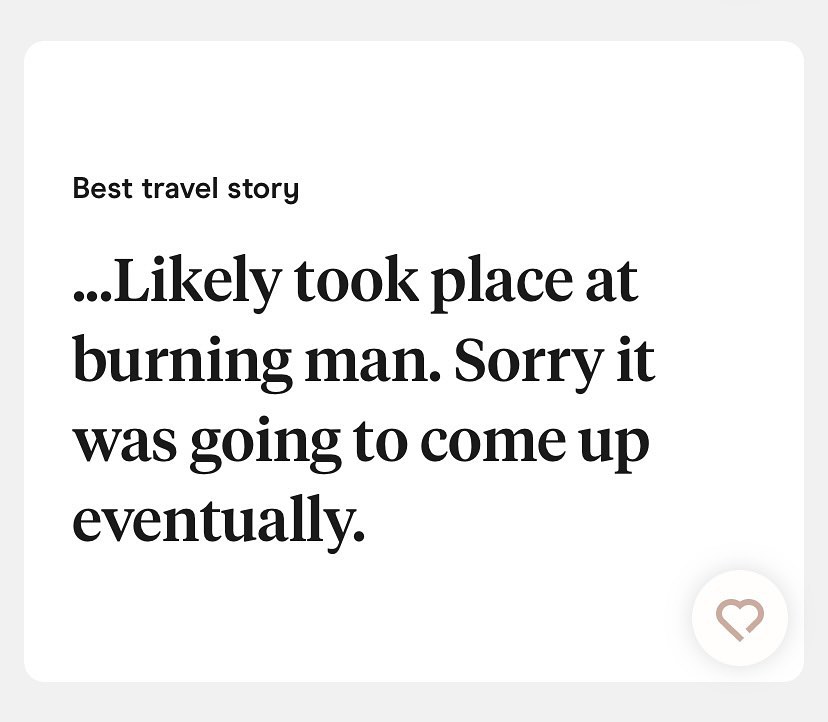 Best travel story
...Likely took place at
burning man. Sorry it
was going to come up
eventually.